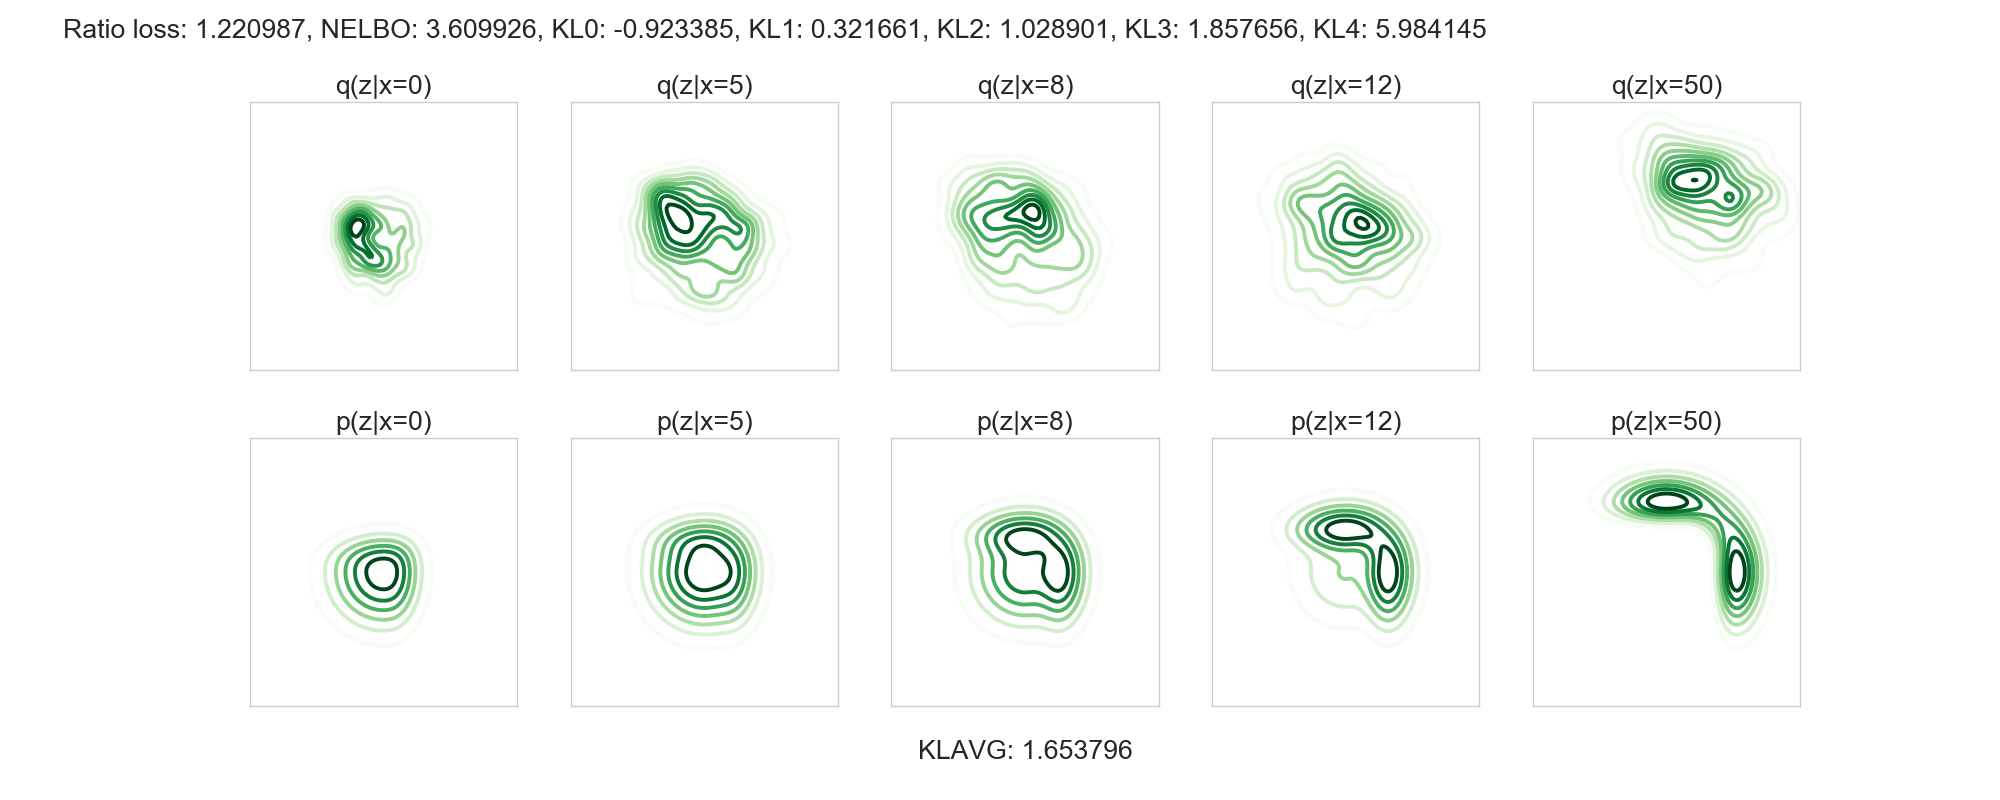 Ratio loss: 1.220987, NELBO: 3.609926, KL0: -0.923385, KL1: 0.321661, KL2: 1.028901, KL3: 1.857656, KL4: 5.984145
q(z|x=0) q(z|x=5) q(z|x=8) q(z|x=12) q(z|x=50)
p(z|x=0) p(z|x=5) p(z|x=8) p(z|x=12) p(z|x=50)
KLAVG: 1.653796